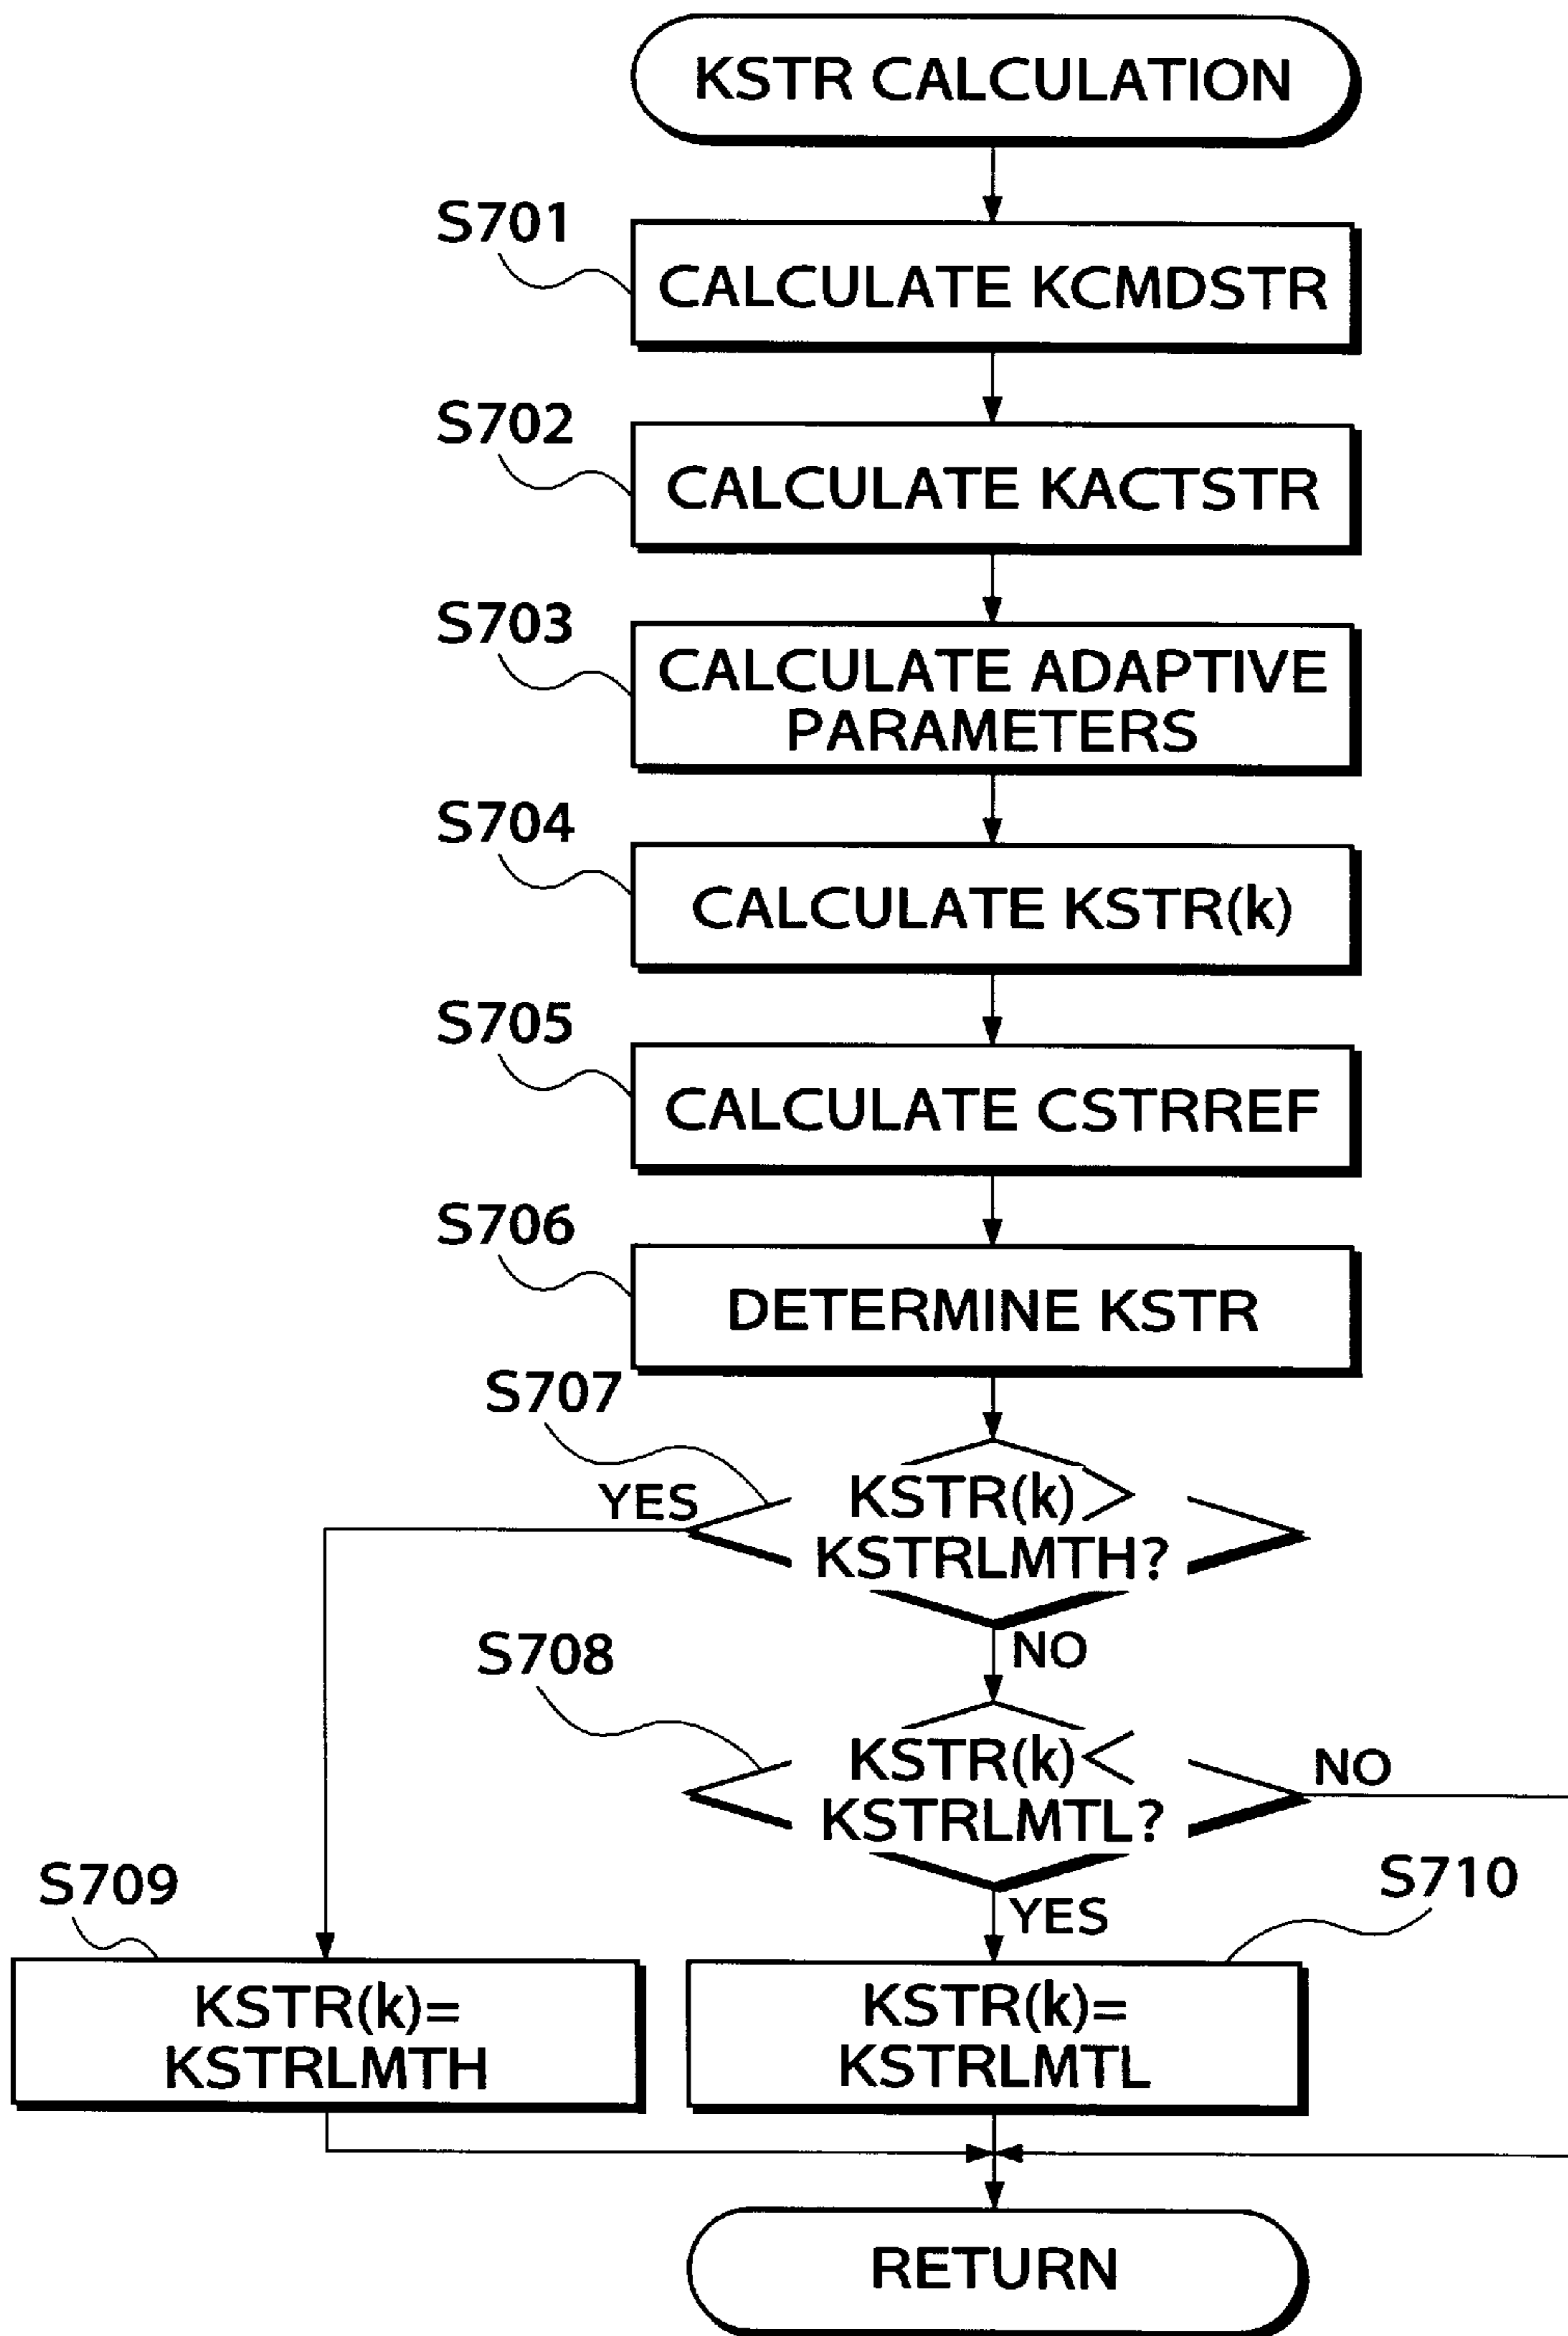 KSTR CALCULATION
S701
CALCULATE KCMDSTR
S702
CALCULATE KACTSTR
S703
CALCULATE ADAPTIVE
PARAMETERS
S704
CALCULATE KSTR(k)
S705
CALCULATE CSTRREF
S706
DETERMINE KSTR
S707
YES
KSTR(k)>
KSTRLMTH?
NO
S708
KSTR(k)<
KSTRLMTL?
NO
YES
S709
KSTR(k)=
KSTRLMTH
S710
KSTR(k)=
KSTRLMTL
RETURN